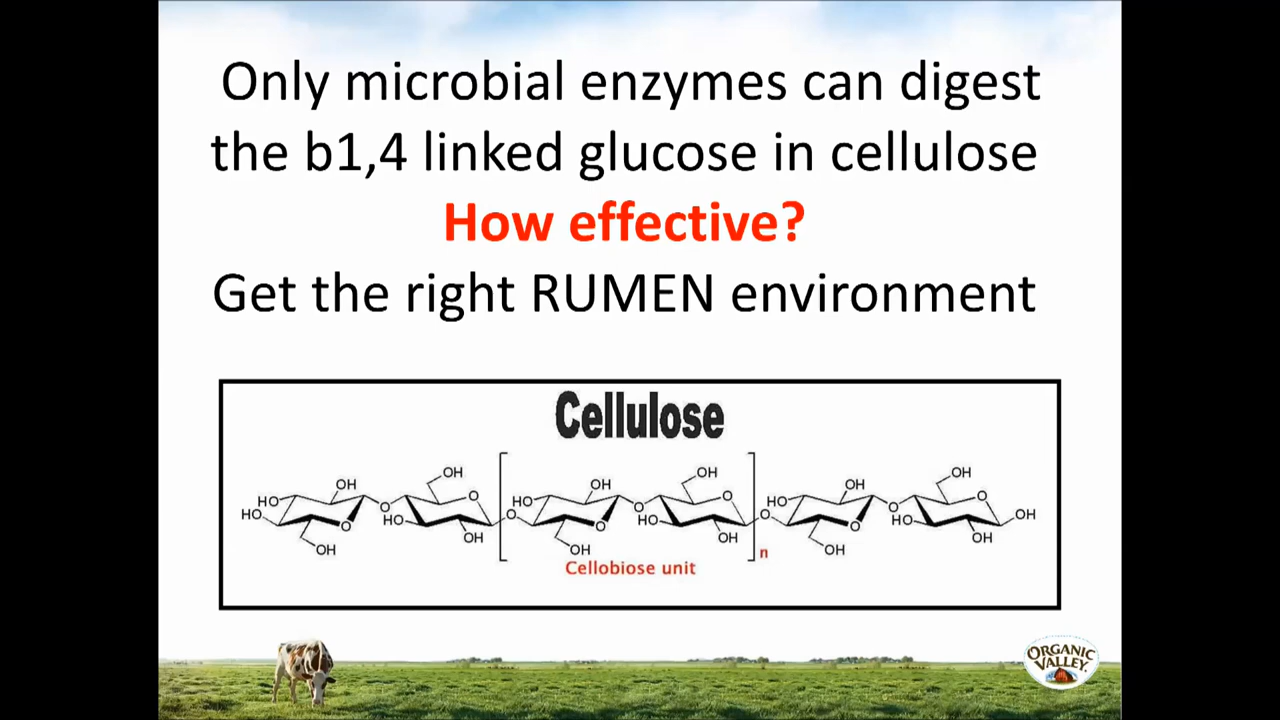 Only microbial enzymes can digest
the b1,4 linked glucose in cellulose
How effective?
Get the right RUMEN environment
Cellulose
HO
HO
OH
O
OH
O
HO
OH
O
OH
O
HO
OH
O
OH
O
HO
OH
O
OH
n
O
HO
OH
O
OH
O
HO
OH
O
OH
OH
Cellobiose unit
ORGANIC
VALLEY